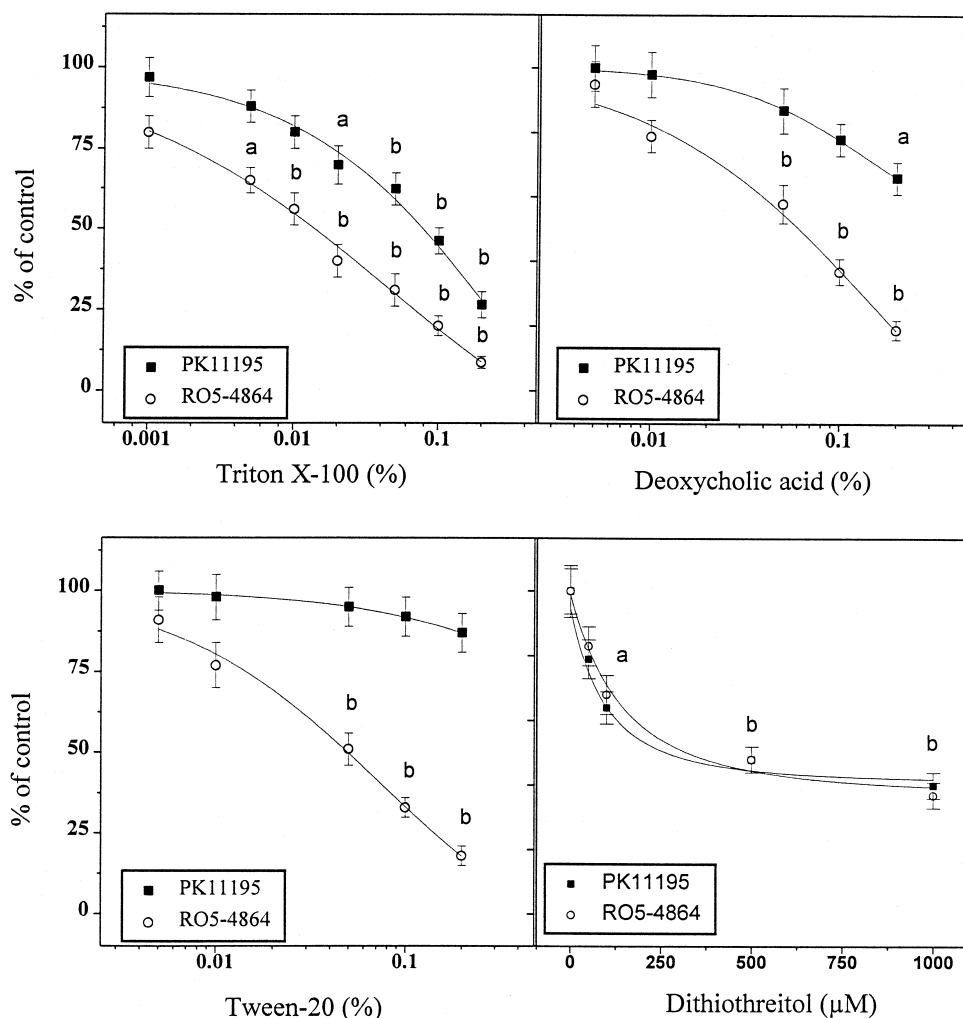 % of control
100
75
50
25
0
a
b
b
b
b
b
a
b
b
b
b
PK11195
RO5-4864
0.001
0.01
0.1
Triton X-100 (%)
a
b
b
b
PK11195
RO5-4864
0.01
0.1
Deoxycholic acid (%)
% of control
100
75
50
25
0
b
b
b
PK11195
RO5-4864
0.01
0.1
Tween-20 (%)
a
b
b
PK11195
RO5-4864
0
250
500
750
1000
Dithiothreitol (µM)